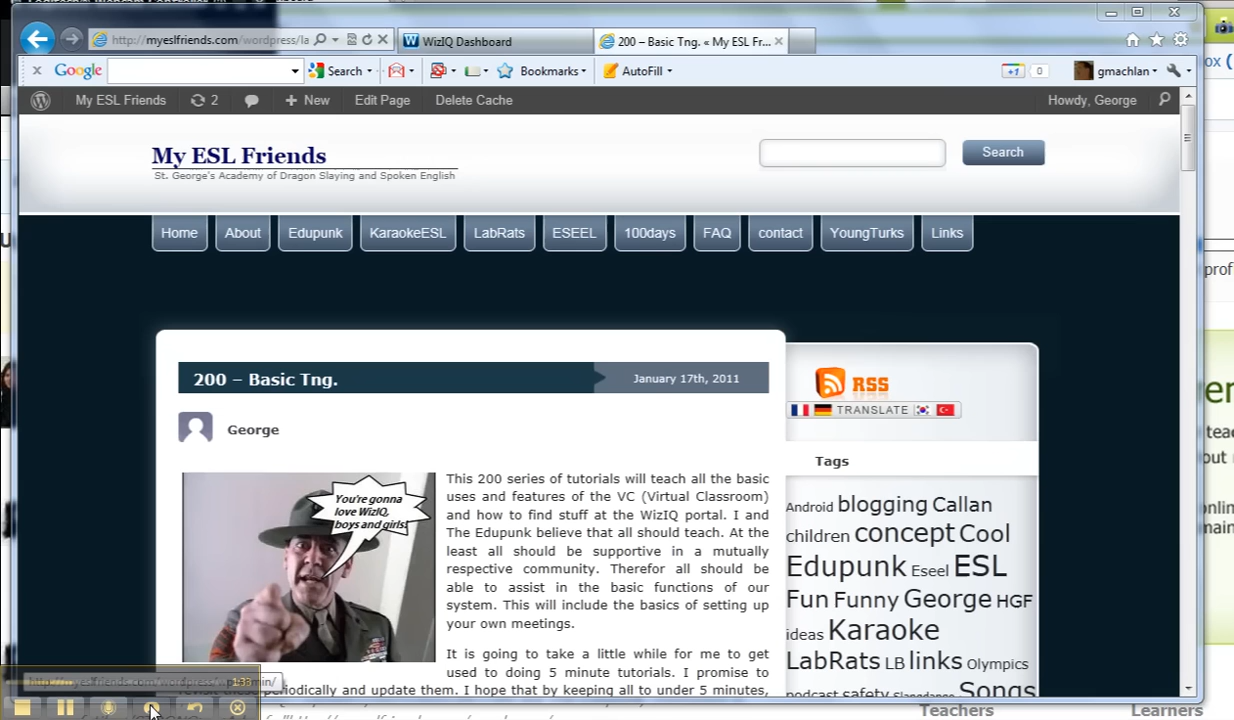 http://myeslfriends.com/wordpress/la
WizIQ Dashboard
200 – Basic Tng. « My ESL Fr...
Google
Search
Bookmarks
AutoFill
+1
0
gmachlan
My ESL Friends
2
+ New
Edit Page
Delete Cache
Howdy, George
My ESL Friends
St. George's Academy of Dragon Slaying and Spoken English
Search
Home
About
Edupunk
KaraokeESL
LabRats
ESEEL
100days
FAQ
contact
YoungTurks
Links
200 – Basic Tng.
January 17th, 2011
RSS
TRANSLATE
George
Tags
You're gonna
love WizIQ,
boys and girls!
This 200 series of tutorials will teach all the basic
uses and features of the VC (Virtual Classroom)
and how to find stuff at the WizIQ portal. I and
The Edupunk believe that all should teach. At the
least all should be supportive in a mutually
respective community. Therefor all should be
able to assist in the basic functions of our
system. This will include the basics of setting up
your own meetings.
It is going to take a little while for me to get
used to doing 5 minute tutorials. I promise to
periodically and update them. I hope that by keeping all to under 5 minutes,
Android blogging Callan
children concept Cool
Edupunk Eseel ESL
Fun Funny George HGF
ideas Karaoke
LabRats LB links Olympics
podcast safety Slangdango Songs
prof
Teachers
Learners